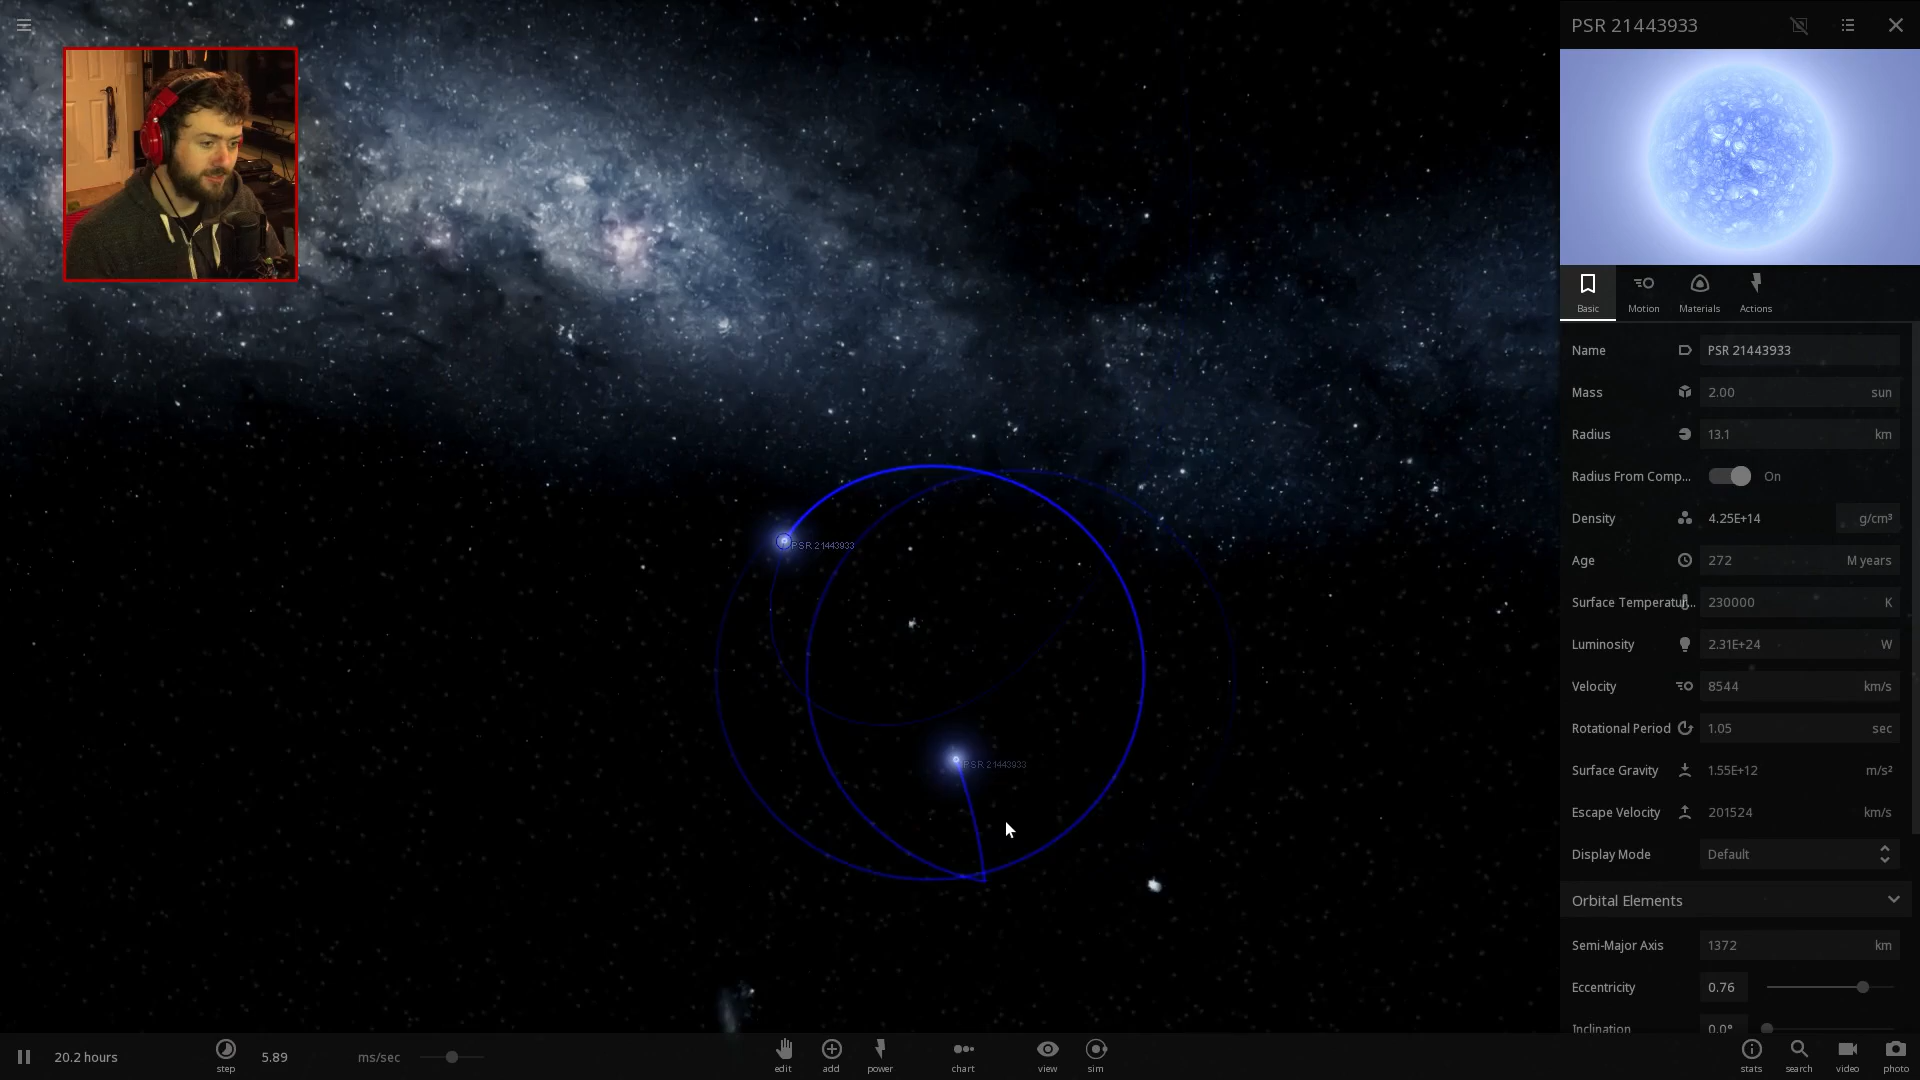 PSR 21443933
Basic
Motion
Materials
Actions
Name PSR 21443933
Mass 2.00 sun
Radius 13.1 km
Radius From Comp... On
Density 4.25E+14 g/cm³
Age 272 M years
Surface Temperatur... 230000 K
Luminosity 2.31E+24 W
Velocity 8544 km/s
Rotational Period 1.05 sec
Surface Gravity 1.55E+12 m/s²
Escape Velocity 201524 km/s
Display Mode Default
Orbital Elements
Semi-Major Axis 1372 km
Eccentricity 0.76
Inclination 0.0°
PSR 21443933
PSR 21443933
20.2 hours
step
5.89 ms/sec
edit
add
power
chart
view
sim
stats
search
video
photo